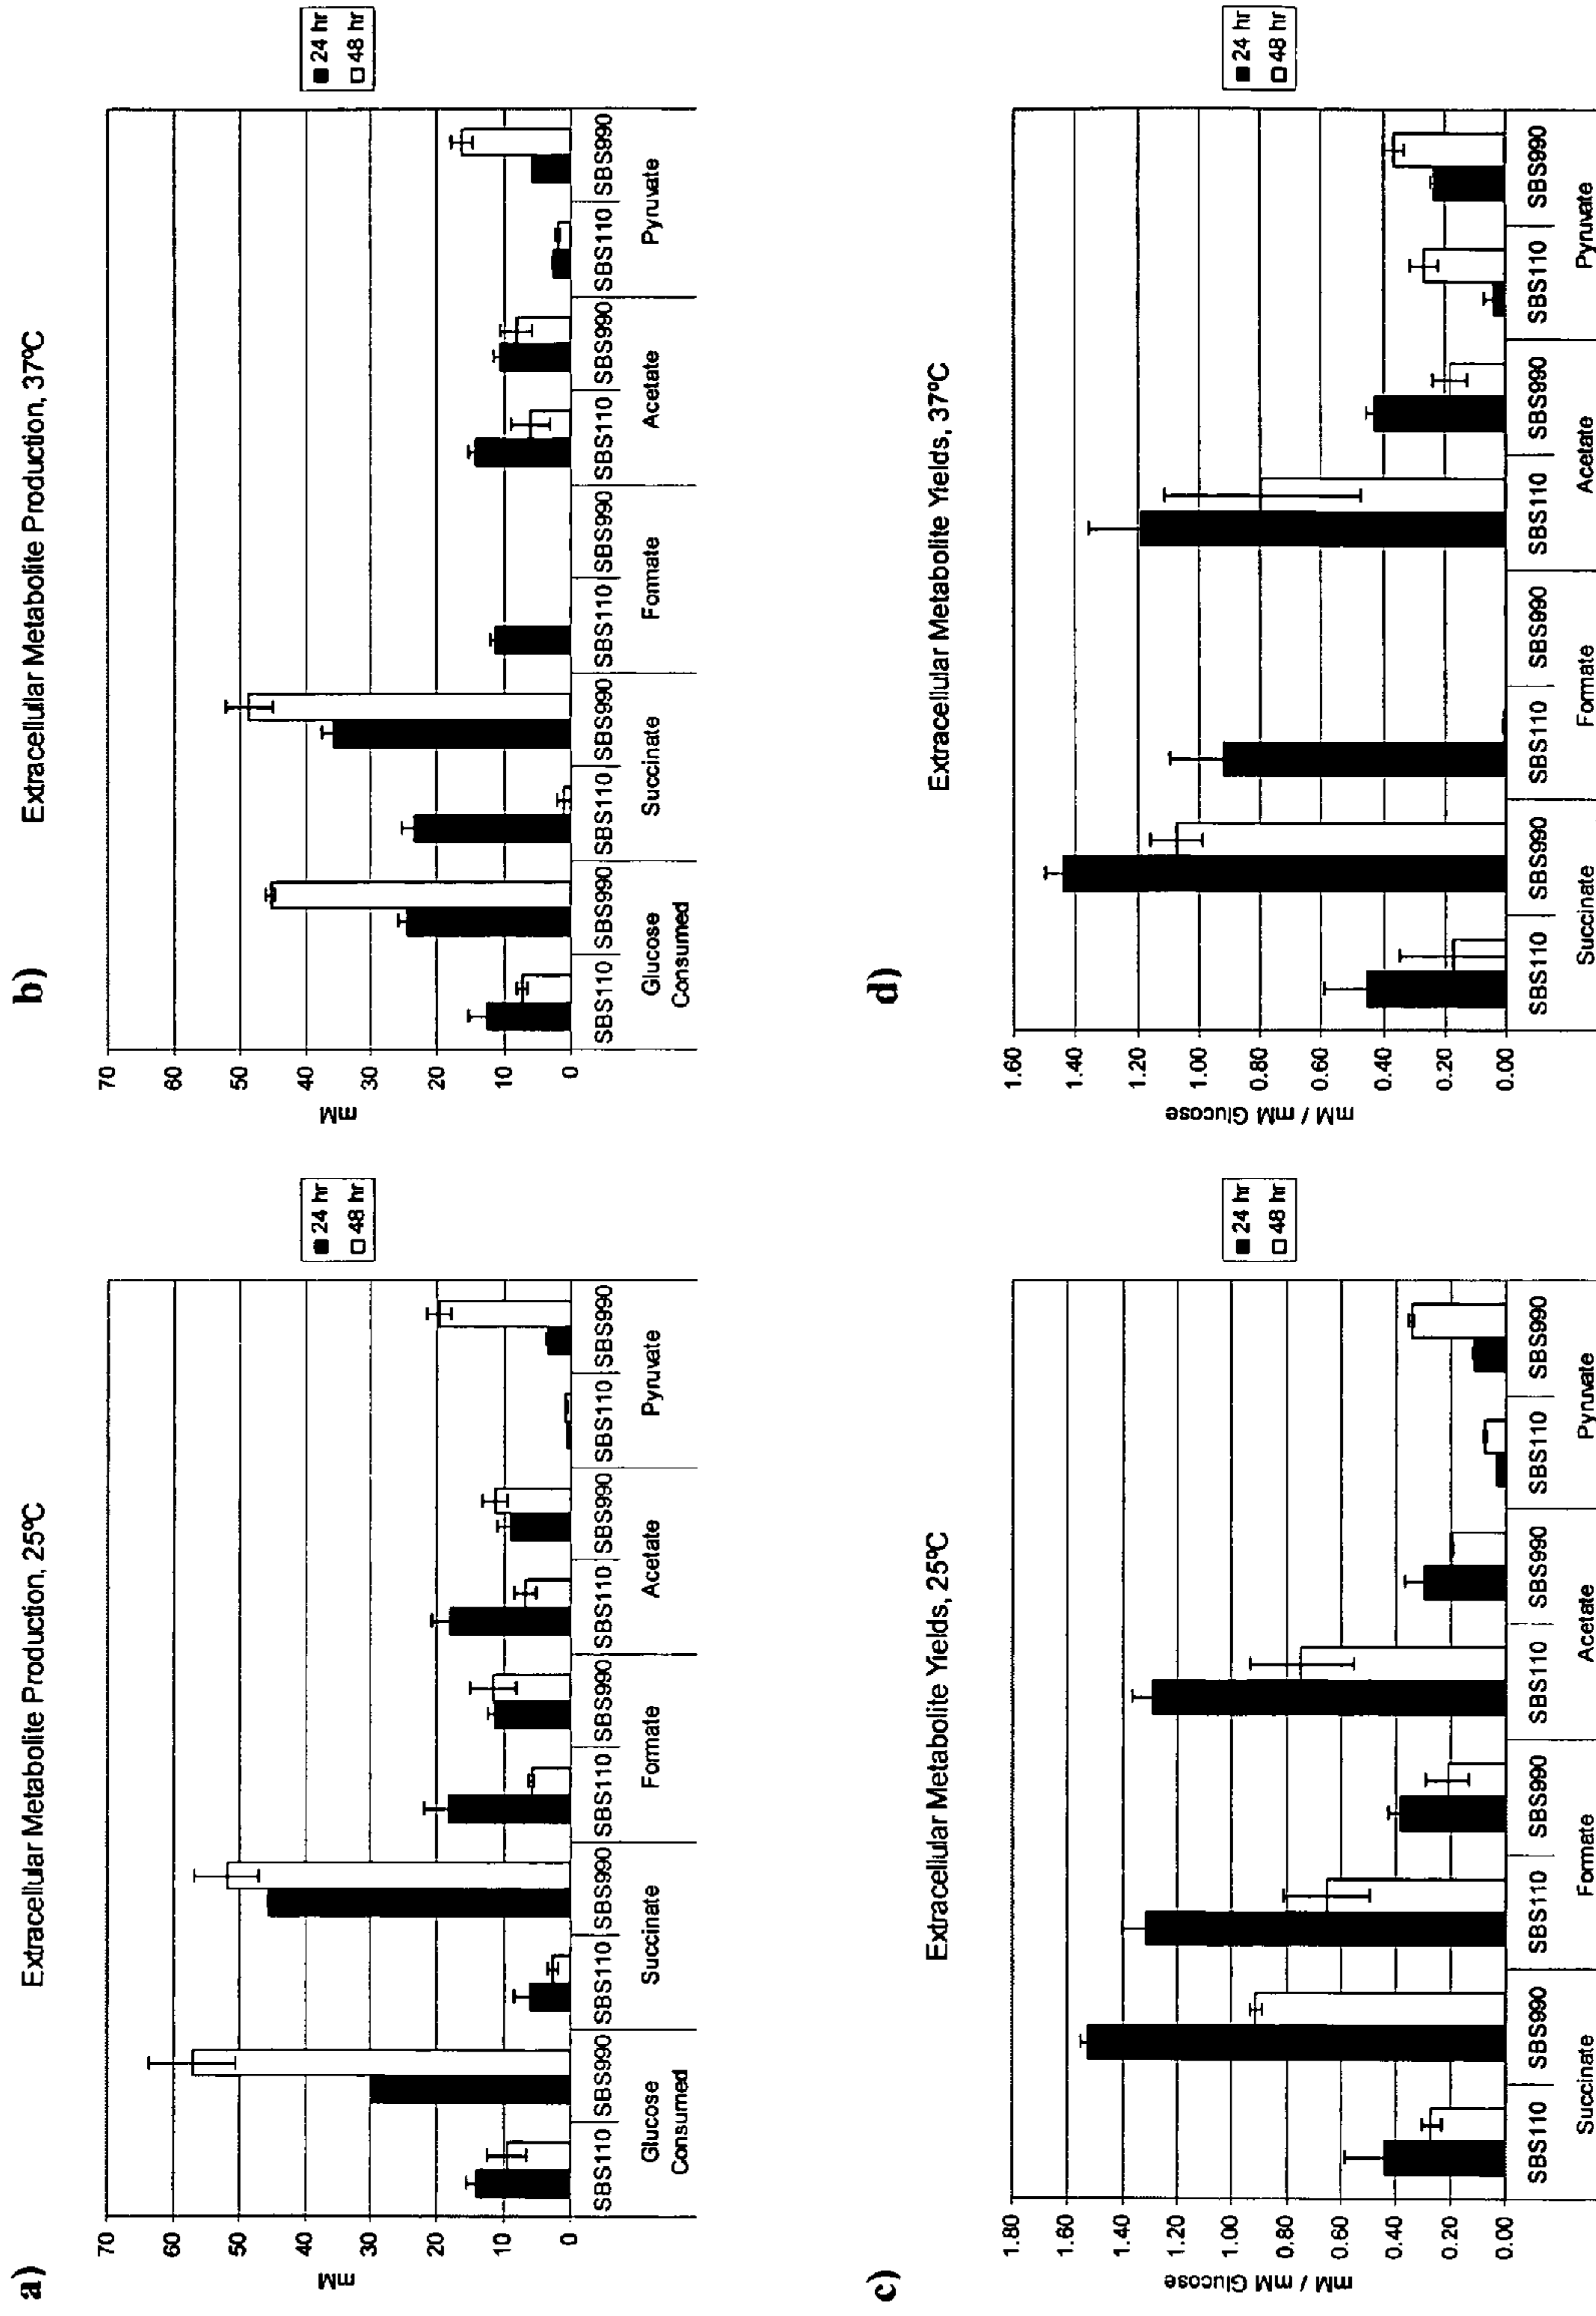 a)
Extracellular Metabolite Production, 25ºC
mM
70
60
50
40
30
20
10
0
SBS110 SBS990 SBS110 SBS990 SBS110 SBS990 SBS110 SBS990 SBS110 SBS990
Glucose Consumed Succinate Formate Acetate Pyruvate
24 hr
48 hr
b)
Extracellular Metabolite Production, 37ºC
mM
70
60
50
40
30
20
10
0
SBS110 SBS990 SBS110 SBS990 SBS110 SBS990 SBS110 SBS990 SBS110 SBS990
Glucose Consumed Succinate Formate Acetate Pyruvate
24 hr
48 hr
c)
Extracellular Metabolite Yields, 25ºC
mM / mM Glucose
1.80
1.60
1.40
1.20
1.00
0.80
0.60
0.40
0.20
0.00
SBS110 SBS990 SBS110 SBS990 SBS110 SBS990 SBS110 SBS990
Succinate Formate Acetate Pyruvate
24 hr
48 hr
d)
Extracellular Metabolite Yields, 37ºC
mM / mM Glucose
1.60
1.40
1.20
1.00
0.80
0.60
0.40
0.20
0.00
SBS110 SBS990 SBS110 SBS990 SBS110 SBS990 SBS110 SBS990
Succinate Formate Acetate Pyruvate
24 hr
48 hr